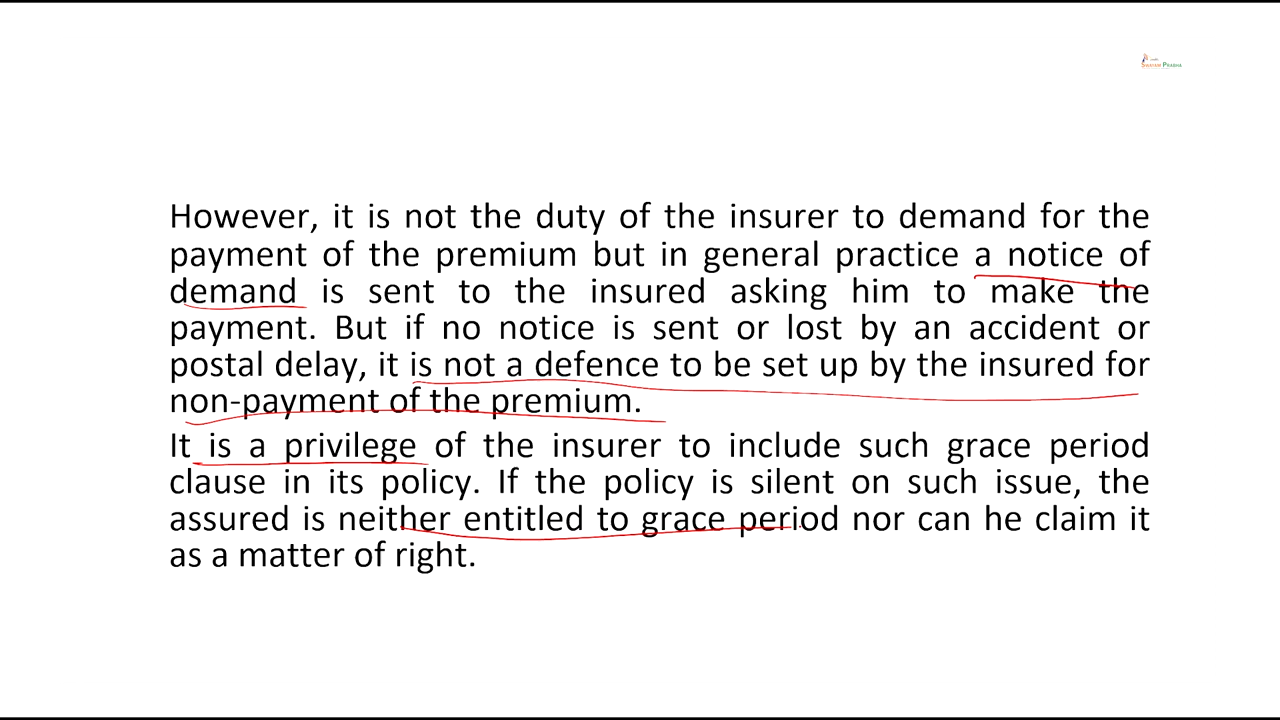 SWAYAM PRABHA
However, it is not the duty of the insurer to demand for the
payment of the premium but in general practice a notice of
demand is sent to the insured asking him to make the
payment. But if no notice is sent or lost by an accident or
postal delay, it is not a defence to be set up by the insured for
non-payment of the premium.
It is a privilege of the insurer to include such grace period
clause in its policy. If the policy is silent on such issue, the
assured is neither entitled to grace period nor can he claim it
as a matter of right.